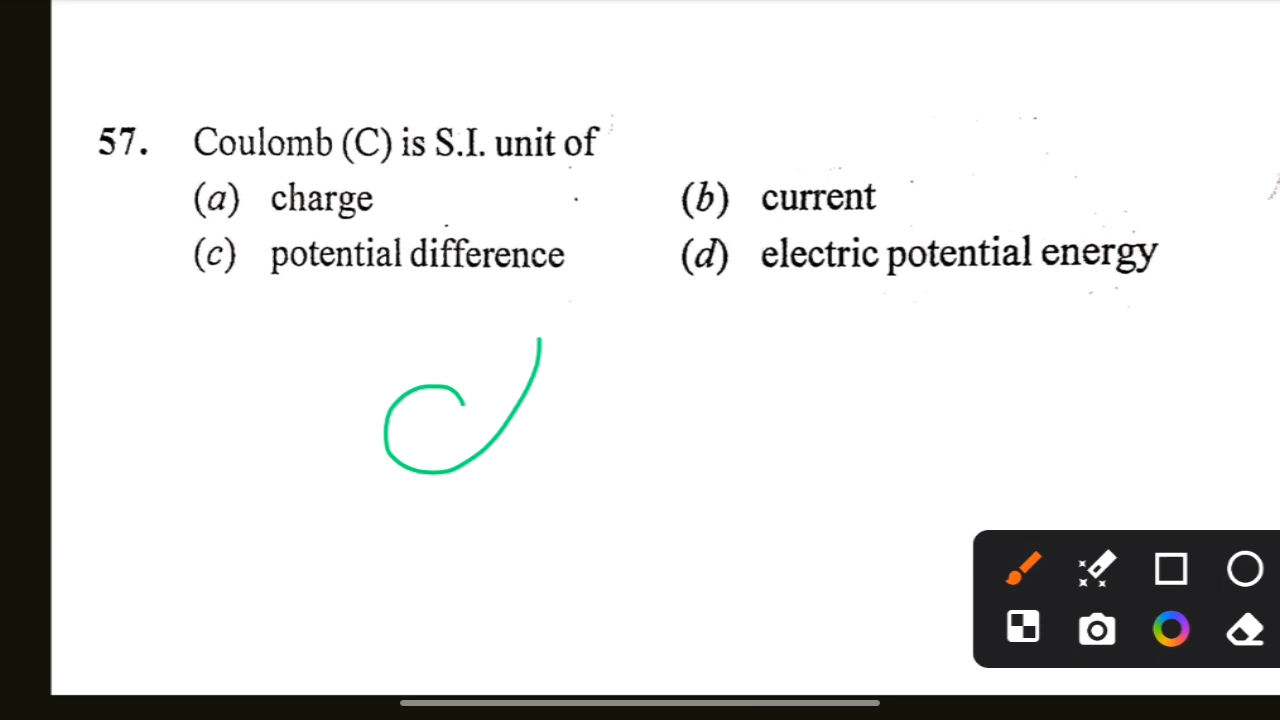 57. Coulomb (C) is S.I. unit of
(a) charge (b) current
(c) potential difference (d) electric potential energy